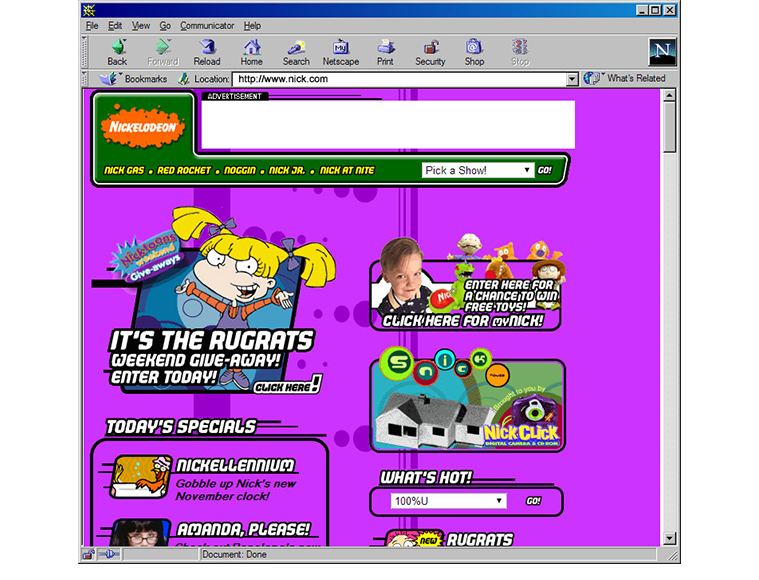 File Edit View Go Communicator Help
Back Forward Reload Home Search Netscape Print Security Shop Stop
My
N
Bookmarks Location: http://www.nick.com What's Related
ADVERTISEMENT
NICKELODEON
NICK GAS • RED ROCKET • NOGGIN • NICK JR. • NICK AT NITE
Pick a Show! GO!
Nicktoons
weekend
Give-aways
IT'S THE RUGRATS
WEEKEND GIVE-AWAY!
ENTER TODAY!
CLICK HERE!
ENTER HERE FOR
A CHANCE TO WIN
FREE TOYS!
CLICK HERE FOR MYNICK!
SNICK
House
Brought to you by
NICK CLICK
DIGITAL CAMERA & CD-ROM
TODAY'S SPECIALS
NICKELLENNIUM
Gobble up Nick's new
November clock!
AMANDA, PLEASE!
WHAT'S HOT!
100%U GO!
NEW RUGRATS
Document: Done